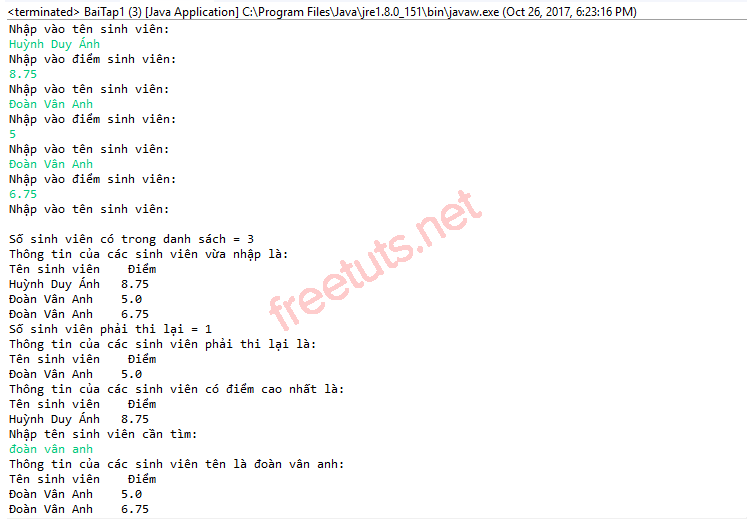 <terminated> BaiTap1 (3) [Java Application] C:\Program Files\Java\jre1.8.0_151\bin\javaw.exe (Oct 26, 2017, 6:23:16 PM)
Nhập vào tên sinh viên:
Huỳnh Duy Ánh
Nhập vào điểm sinh viên:
8.75
Nhập vào tên sinh viên:
Đoàn Vân Anh
Nhập vào điểm sinh viên:
5
Nhập vào tên sinh viên:
Đoàn Vân Anh
Nhập vào điểm sinh viên:
6.75
Nhập vào tên sinh viên:
Số sinh viên có trong danh sách = 3
Thông tin của các sinh viên vừa nhập là:
Tên sinh viên    Điểm
Huỳnh Duy Ánh   8.75
Đoàn Vân Anh    5.0
Đoàn Vân Anh    6.75
Số sinh viên phải thi lại = 1
Thông tin của các sinh viên phải thi lại là:
Tên sinh viên    Điểm
Đoàn Vân Anh    5.0
Thông tin của các sinh viên có điểm cao nhất là:
Tên sinh viên    Điểm
Huỳnh Duy Ánh   8.75
Nhập tên sinh viên cần tìm:
đoàn vân anh
Thông tin của các sinh viên tên là đoàn vân anh:
Tên sinh viên    Điểm
Đoàn Vân Anh    5.0
Đoàn Vân Anh    6.75
freetuts.net